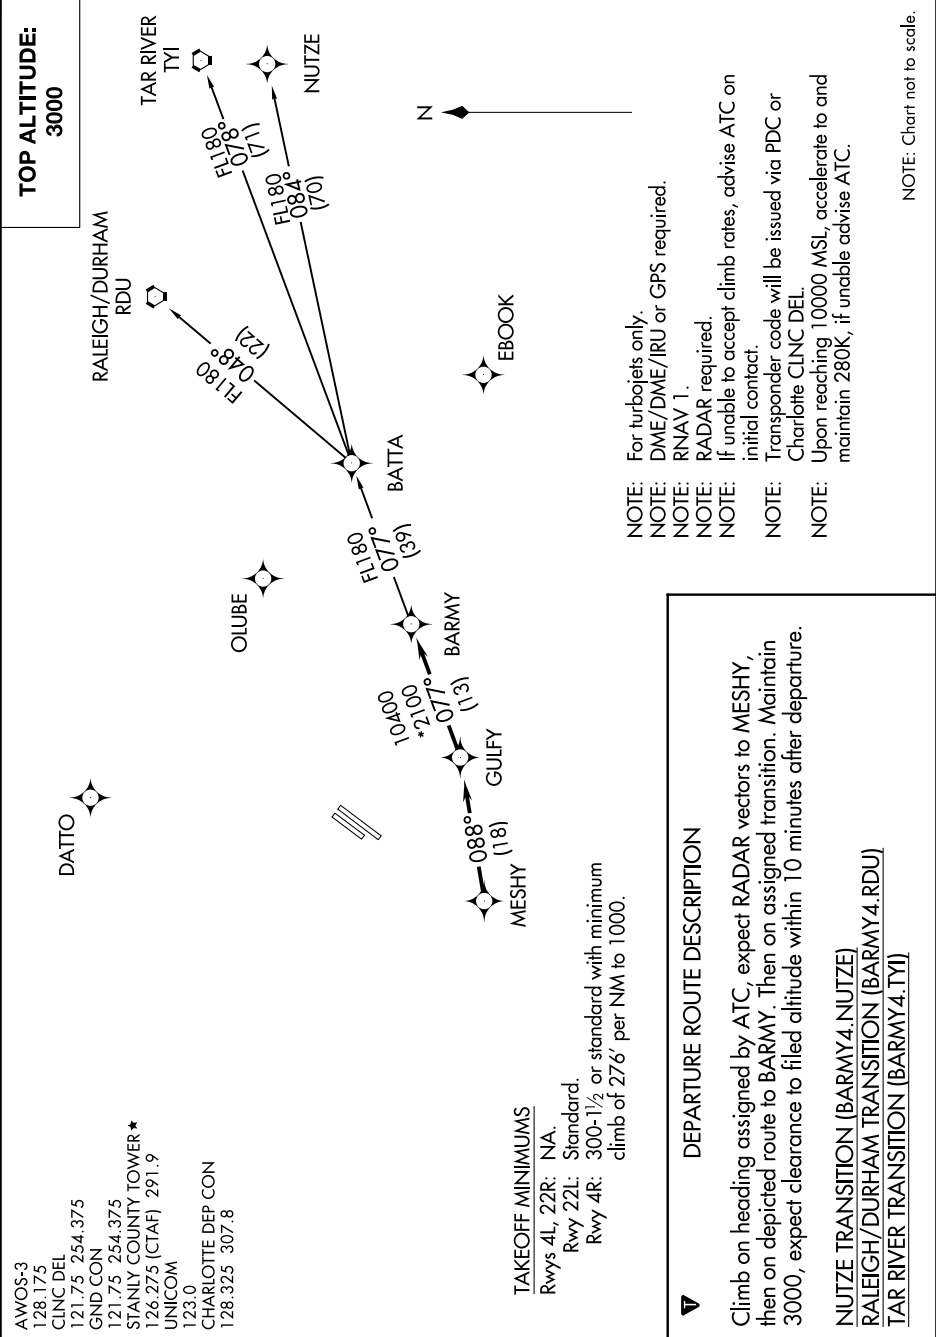 TOP ALTITUDE:
3000
AWOS-3
128.175
CLNC DEL
121.75 254.375
GND CON
121.75 254.375
STANLY COUNTY TOWER ★
126.275 (CTAF) 291.9
UNICOM
123.0
CHARLOTTE DEP CON
128.325 307.8
DATTO
OLUBE
RALEIGH/DURHAM
RDU
TAR RIVER
TYI
NUTZE
FL180
048°
(22)
FL180
078°
(71)
FL180
084°
(70)
N
BATTA
EBOOK
FL180
077°
(39)
BARMY
10400
*2100
077°
(13)
GULFY
088°
(18)
MESHY
TAKEOFF MINIMUMS
Rwys 4L, 22R: NA.
Rwy 22L: Standard.
Rwy 4R: 300-1½ or standard with minimum
climb of 276' per NM to 1000.
NOTE: For turbojets only.
NOTE: DME/DME/IRU or GPS required.
NOTE: RNAV 1.
NOTE: RADAR required.
NOTE: If unable to accept climb rates, advise ATC on
initial contact.
NOTE: Transponder code will be issued via PDC or
Charlotte CLNC DEL.
NOTE: Upon reaching 10000 MSL, accelerate to and
maintain 280K, if unable advise ATC.
NOTE: Chart not to scale.
T
DEPARTURE ROUTE DESCRIPTION
Climb on heading assigned by ATC, expect RADAR vectors to MESHY,
then on depicted route to BARMY. Then on assigned transition. Maintain
3000, expect clearance to filed altitude within 10 minutes after departure.
NUTZE TRANSITION (BARMY4.NUTZE)
RALEIGH/DURHAM TRANSITION (BARMY4.RDU)
TAR RIVER TRANSITION (BARMY4.TYI)